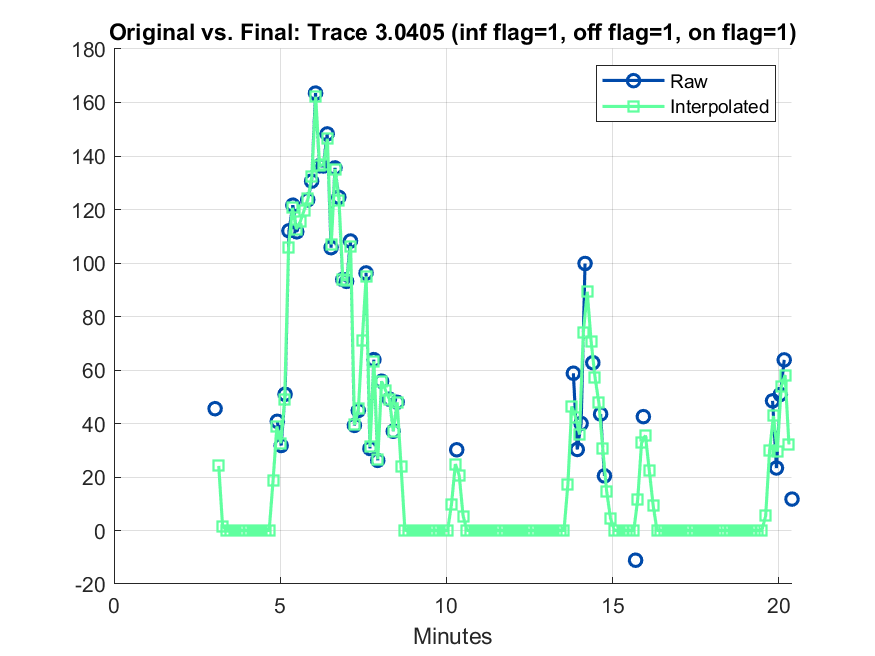 Original vs. Final: Trace 3.0405 (inf flag=1, off flag=1, on flag=1)
180
160
140
120
100
80
60
40
20
0
-20
Raw
Interpolated
0 5 10 15 20
Minutes